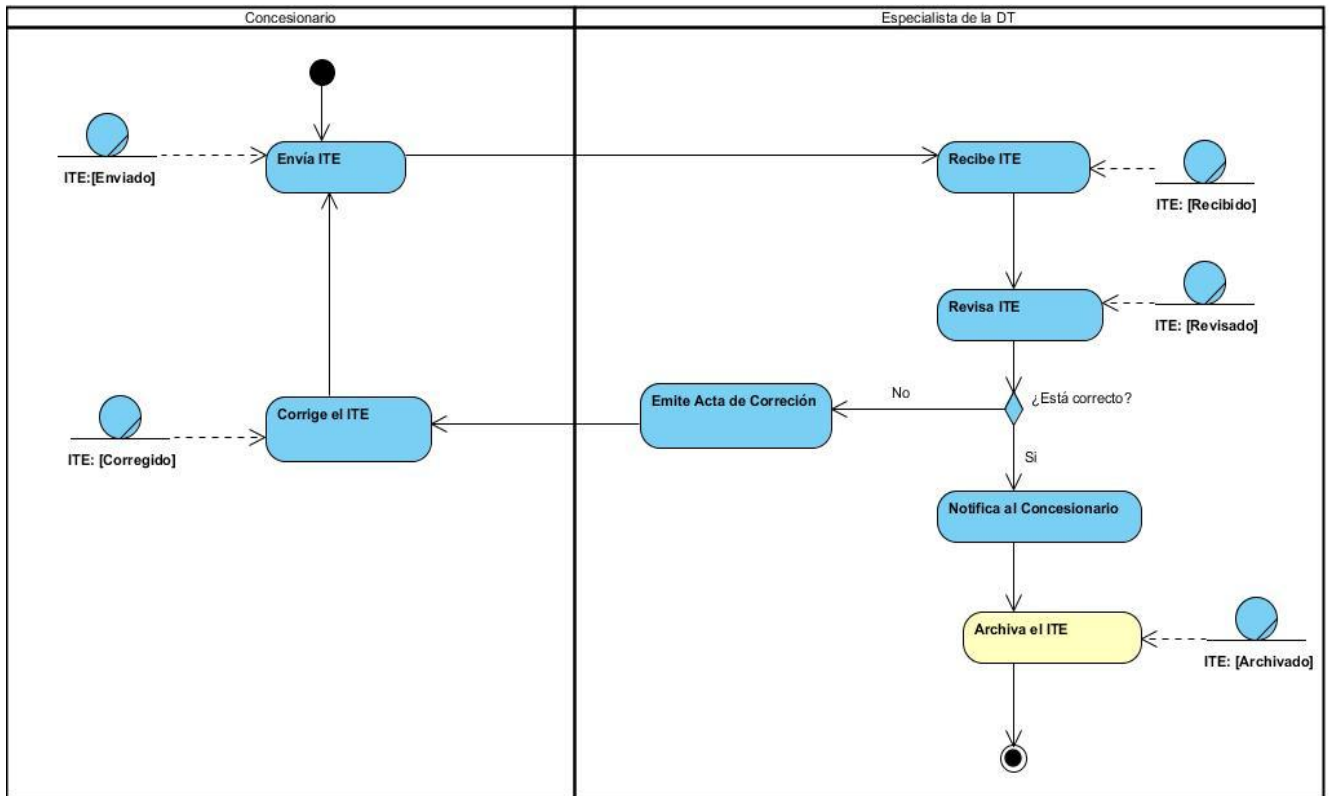 Concesionario
Especialista de la DT
Envía ITE
Recibe ITE
ITE:[Enviado]
ITE: [Recibido]
Revisa ITE
ITE: [Revisado]
Emite Acta de Correción
No
¿Está correcto?
Corrige el ITE
ITE: [Corregido]
Si
Notifica al Concesionario
Archiva el ITE
ITE: [Archivado]